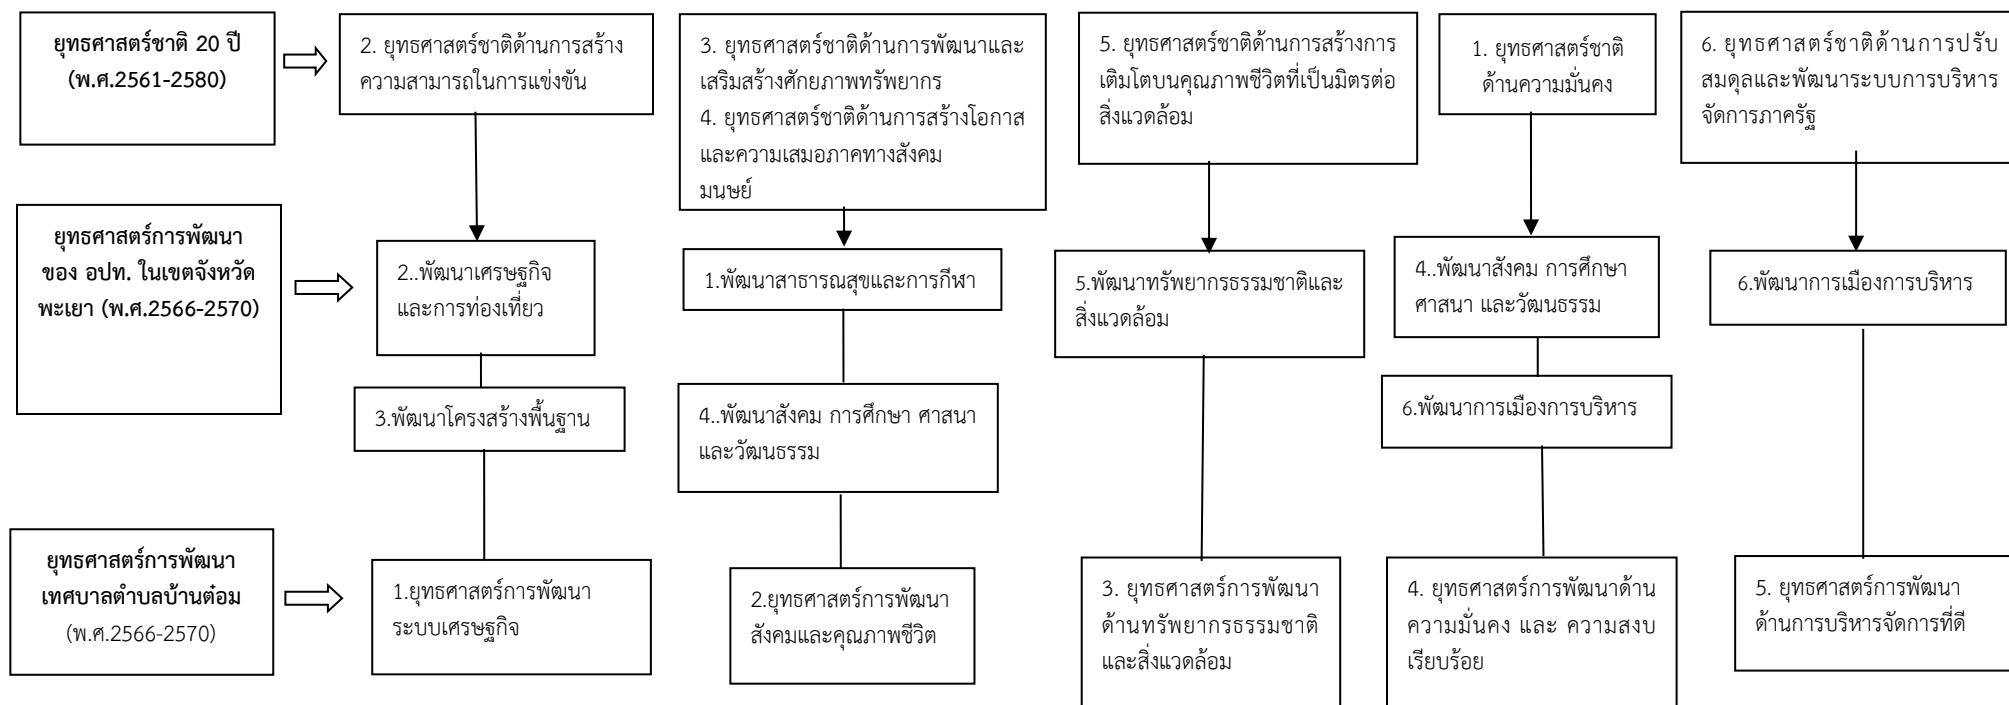 ยุทธศาสตร์ชาติ 20 ปี
(พ.ศ.2561-2580)
2. ยุทธศาสตร์ชาติด้านการสร้าง
ความสามารถในการแข่งขัน
3. ยุทธศาสตร์ชาติด้านการพัฒนาและ
เสริมสร้างศักยภาพทรัพยากร
4. ยุทธศาสตร์ชาติด้านการสร้างโอกาส
และความเสมอภาคทางสังคม
มนุษย์
5. ยุทธศาสตร์ชาติด้านการสร้างการ
เติมโตบนคุณภาพชีวิตที่เป็นมิตรต่อ
สิ่งแวดล้อม
1. ยุทธศาสตร์ชาติ
ด้านความมั่นคง
6. ยุทธศาสตร์ชาติด้านการปรับ
สมดุลและพัฒนาระบบการบริหาร
จัดการภาครัฐ
ยุทธศาสตร์การพัฒนา
ของ อปท. ในเขตจังหวัด
พะเยา (พ.ศ.2566-2570)
2..พัฒนาเศรษฐกิจ
และการท่องเที่ยว
1.พัฒนาสาธารณสุขและการกีฬา
5.พัฒนาทรัพยากรธรรมชาติและ
สิ่งแวดล้อม
4..พัฒนาสังคม การศึกษา
ศาสนา และวัฒนธรรม
6.พัฒนาการเมืองการบริหาร
3.พัฒนาโครงสร้างพื้นฐาน
4..พัฒนาสังคม การศึกษา ศาสนา
และวัฒนธรรม
6.พัฒนาการเมืองการบริหาร
ยุทธศาสตร์การพัฒนา
เทศบาลตำบลบ้านต๋อม
(พ.ศ.2566-2570)
1.ยุทธศาสตร์การพัฒนา
ระบบเศรษฐกิจ
2.ยุทธศาสตร์การพัฒนา
สังคมและคุณภาพชีวิต
3. ยุทธศาสตร์การพัฒนา
ด้านทรัพยากรธรรมชาติ
และสิ่งแวดล้อม
4. ยุทธศาสตร์การพัฒนาด้าน
ความมั่นคง และ ความสงบ
เรียบร้อย
5. ยุทธศาสตร์การพัฒนา
ด้านการบริหารจัดการที่ดี